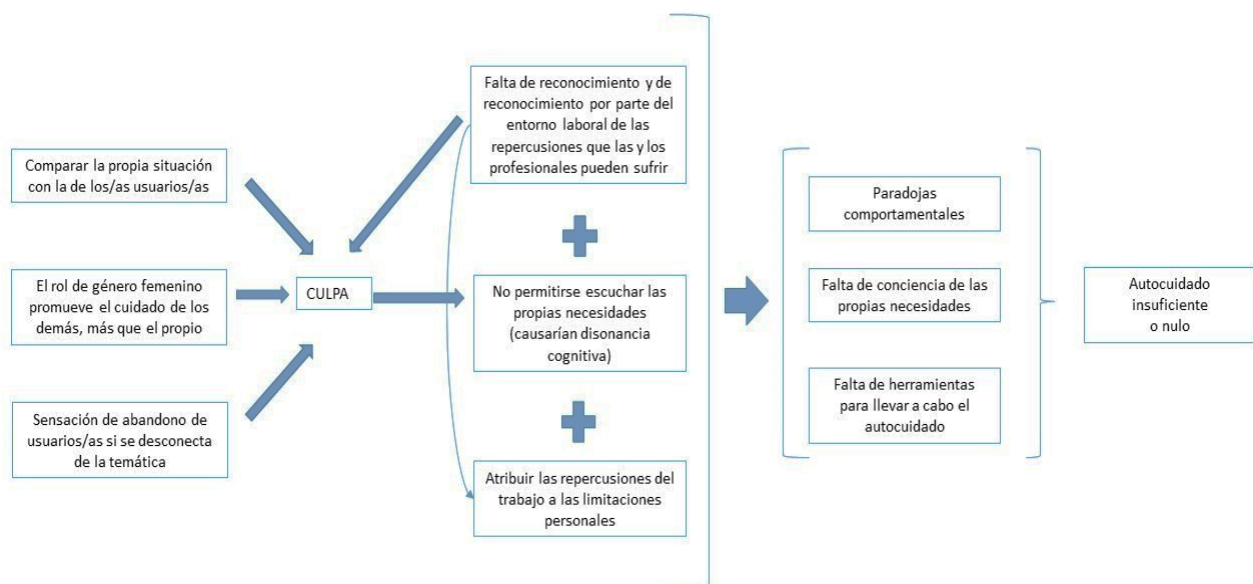 Comparar la propia situación
con la de los/as usuarios/as
El rol de género femenino
promueve el cuidado de los
demás, más que el propio
Sensación de abandono de
usuarios/as si se desconecta
de la temática
CULPA
Falta de reconocimiento y de
reconocimiento por parte del
entorno laboral de las
repercusiones que las y los
profesionales pueden sufrir
No permitirse escuchar las
propias necesidades
(causarían disonancia
cognitiva)
Atribuir las repercusiones del
trabajo a las limitaciones
personales
Paradojas
comportamentales
Falta de conciencia de las
propias necesidades
Falta de herramientas
para llevar a cabo el
autocuidado
Autocuidado
insuficiente
o nulo